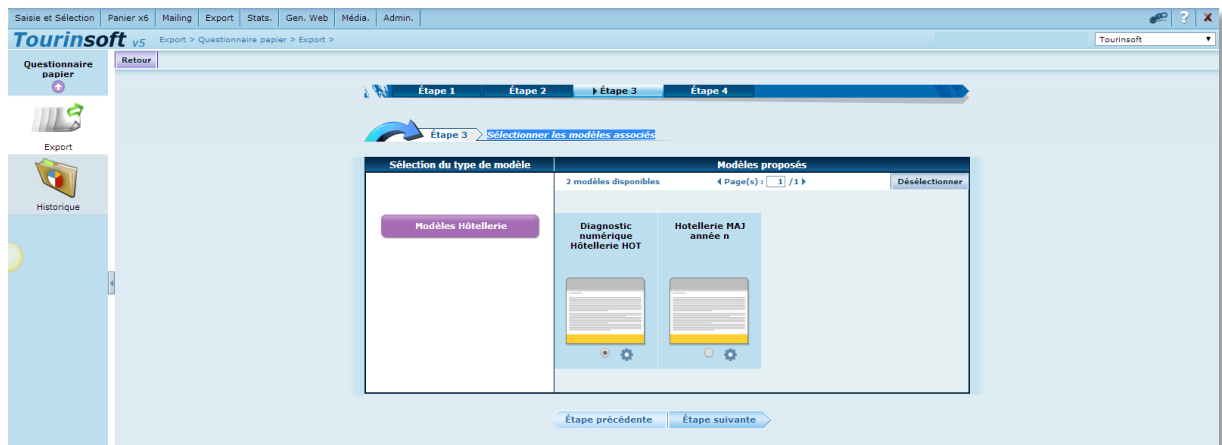 Saisie et Sélection Panier x6 Mailing Export Stats. Gen. Web Média. Admin. ? X
Tourinsoft v5 Export > Questionnaire papier > Export > Tourinsoft
Questionnaire papier
Retour
Export
Historique
Étape 1 Étape 2 Étape 3 Étape 4
Étape 3 Sélectionner les modèles associés
Sélection du type de modèle Modèles proposés
2 modèles disponibles Page(s) : 1 /1 Désélectionner
Modèles Hôtellerie
Diagnostic numérique Hôtellerie HOT
Hotellerie MAJ année n
Étape précédente Étape suivante